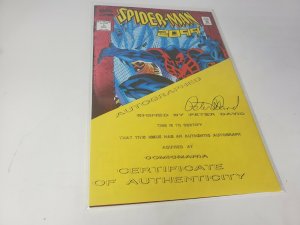 SPIDER-MAN
2099
AUTOGRAPHED
SIGNED BY PETER DAVID
THIS IS TO CERTIFY
THAT THIS ISSUE HAS AN AUTHENTIC AUTOGRAPH
ASSURED BY
COMICMANIA
CERTIFICATE
OF AUTHENTICITY